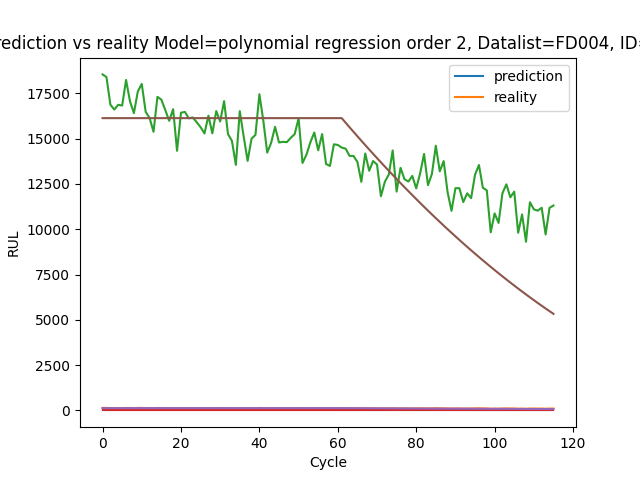 rediction vs reality Model=polynomial regression order 2, Datalist=FD004, ID=
prediction
reality
17500
15000
12500
10000
7500
5000
2500
0
RUL
0 20 40 60 80 100 120
Cycle